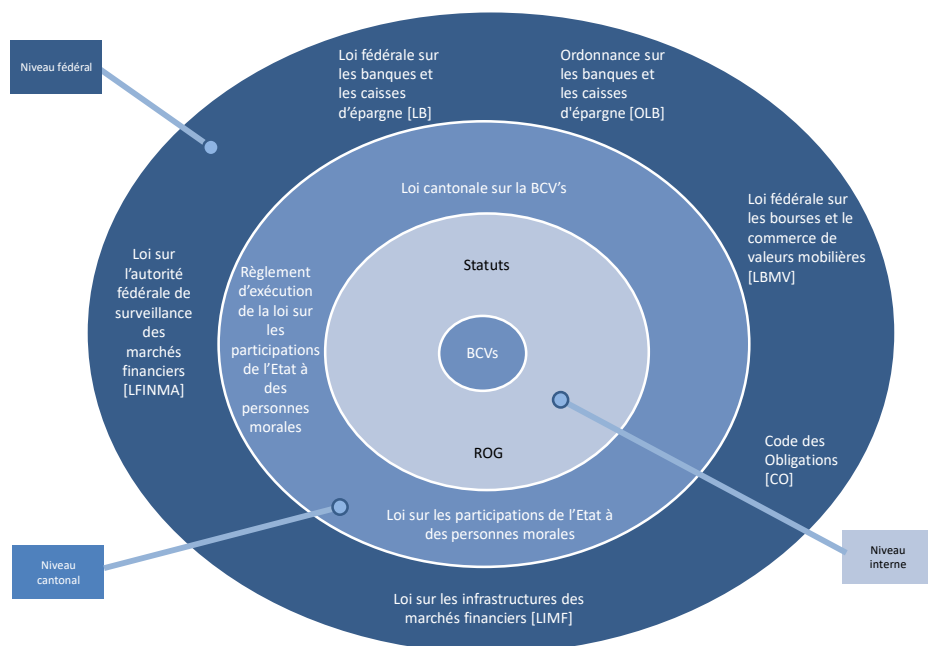 Niveau fédéral
Loi fédérale sur
les banques et
les caisses
d'épargne [LB]
Ordonnance sur
les banques et
les caisses
d'épargne [OLB]
Loi cantonale sur la BCV's
Loi fédérale sur
les bourses et le
commerce de
valeurs mobilières
[LBMV]
Loi sur
l'autorité
fédérale de
surveillance
des
marchés
financiers
[LFINMA]
Règlement
d'exécution
de la loi sur
les
participations
de l'Etat à
des
personnes
morales
Statuts
BCVs
ROG
Code des
Obligations
[CO]
Loi sur les participations de l'Etat à
des personnes morales
Niveau
cantonal
Niveau
interne
Loi sur les infrastructures des
marchés financiers [LIMF]